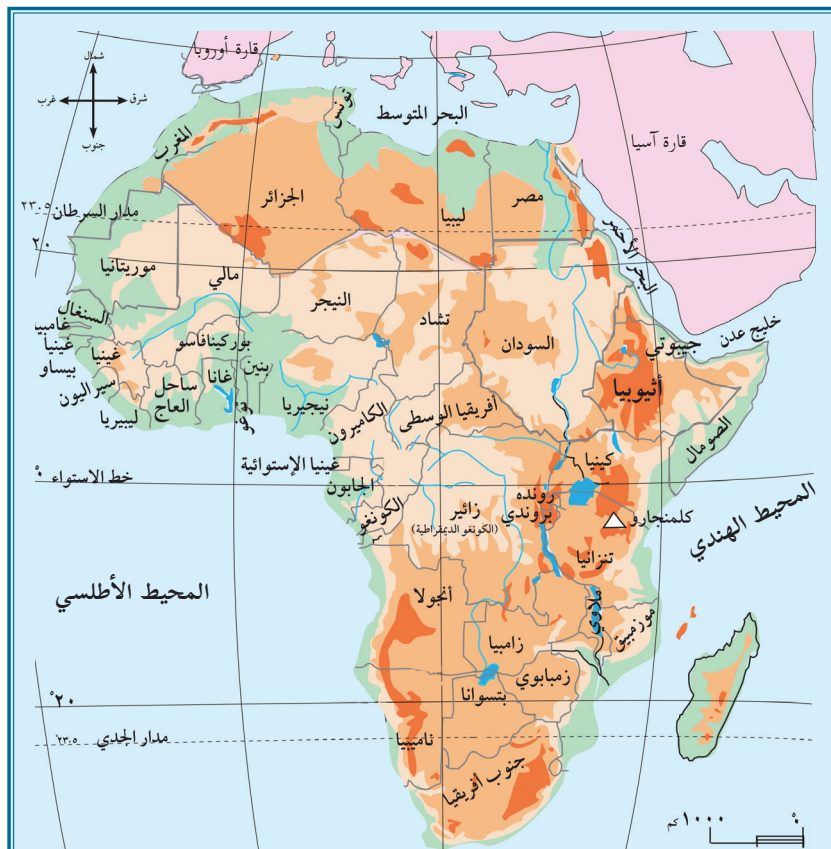 قارة أوروبا
شمال
شرق
غرب
جنوب
البحر المتوسط
قارة آسيا
تونس
المغرب
الجزائر
ليبيا
مصر
مدار السرطان
٢٣.٥
٢٠
البحر الأحمر
موريتانيا
مالي
النيجر
تشاد
السودان
خليج عدن
جيبوتي
أثيوبيا
الصومال
السنغال
غامبيا
غينيا
بيساو
غينيا
سيراليون
ليبيريا
بوركينافاسو
ساحل
العاج
غانا
توغو
بنين
نيجيريا
الكاميرون
أفريقيا الوسطى
غينيا الإستوائية
الجابون
الكونغو
خط الاستواء
٠°
زائير
(الكونغو الديمقراطية)
رونده
بروندي
كينيا
كلمنجارو
تنزانيا
المحيط الهندي
المحيط الأطلسي
أنجولا
زامبيا
ملاوي
موزمبيق
زمبابوي
بتسوانا
ناميبيا
جنوب افريقيا
٢٠°
مدار الجدي
٢٣.٥
١٠٠٠ كم
٠°